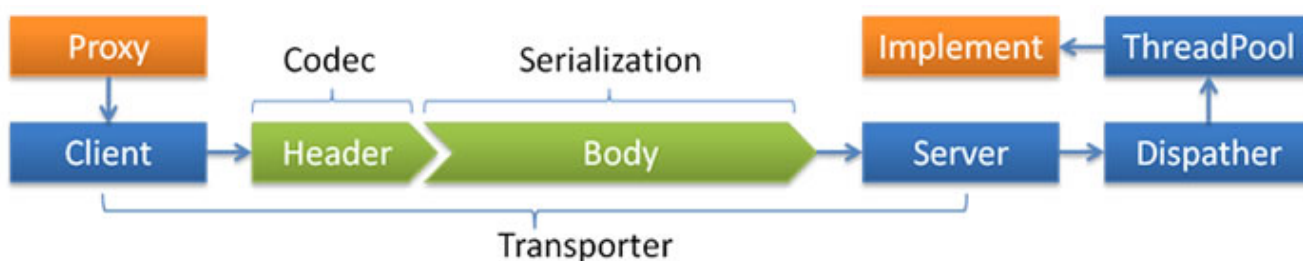 Proxy
Implement
ThreadPool
Codec
Serialization
Client
Header
Body
Server
Dispather
Transporter